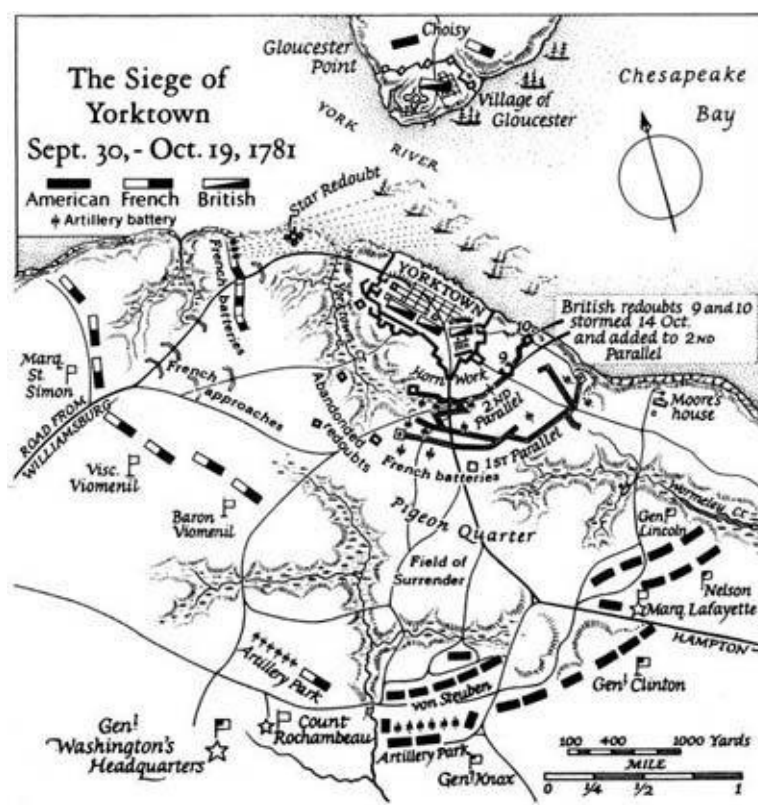 The Siege of
Yorktown
Sept. 30, - Oct. 19, 1781
American French British
Artillery battery
Choisy
Gloucester
Point
Village of
Gloucester
Chesapeake
Bay
YORK
RIVER
Star Redoubt
French batteries
YORKTOWN
Yorktown Cr.
British redoubts 9 and 10
stormed 14 Oct.
and added to 2ND
Parallel
10
9
Horn Work
2ND
Parallel
1ST Parallel
Moore's
house
Marq.
St.
Simon
French
approaches
Abandoned
redoubts
French batteries
ROAD FROM
WILLIAMSBURG
Visc.
Viomenil
Baron
Viomenil
Pigeon Quarter
Wormeley Cr.
Genl
Lincoln
Field of
Surrender
Nelson
Marq. Lafayette
HAMPTON
Artillery
Park
von Steuben
Genl Clinton
Genl
Washington's
Headquarters
Count
Rochambeau
Artillery Park
Genl Knox
100 400 1000 Yards
MILE
0 1/4 1/2 1